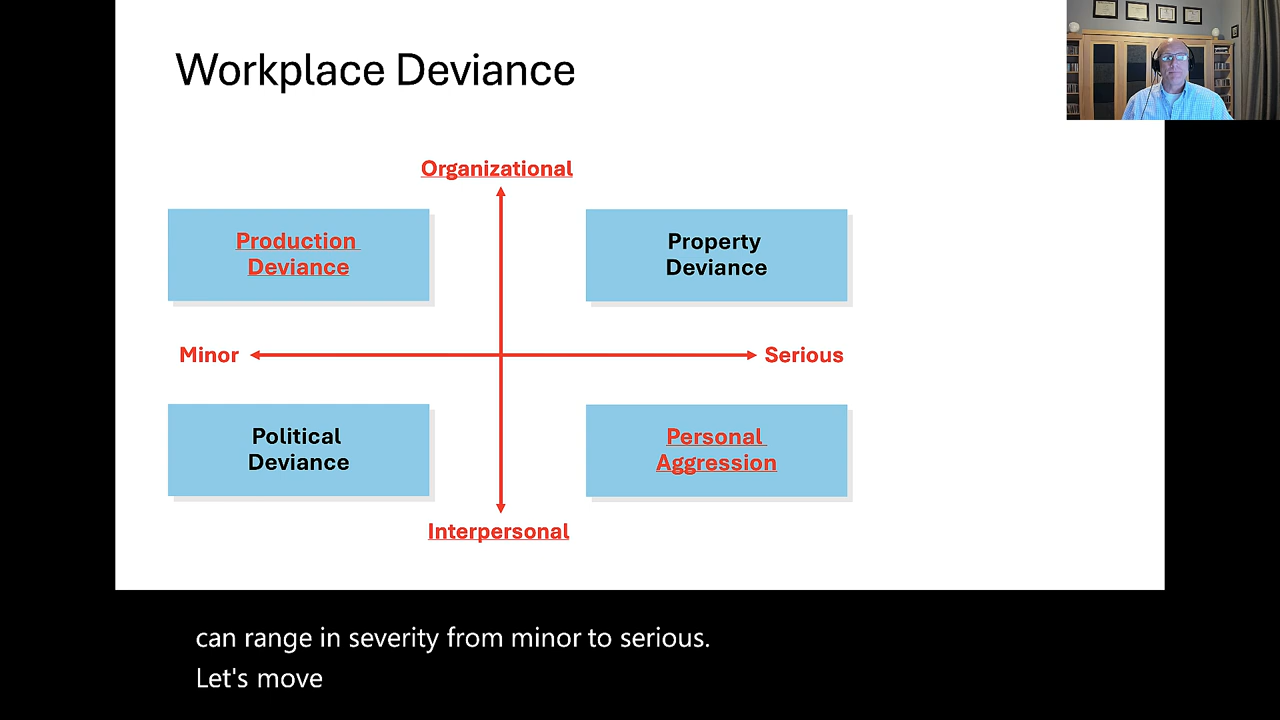 Workplace Deviance
Organizational
Production
Deviance
Property
Deviance
Minor
Serious
Political
Deviance
Personal
Aggression
Interpersonal
can range in severity from minor to serious.
Let's move